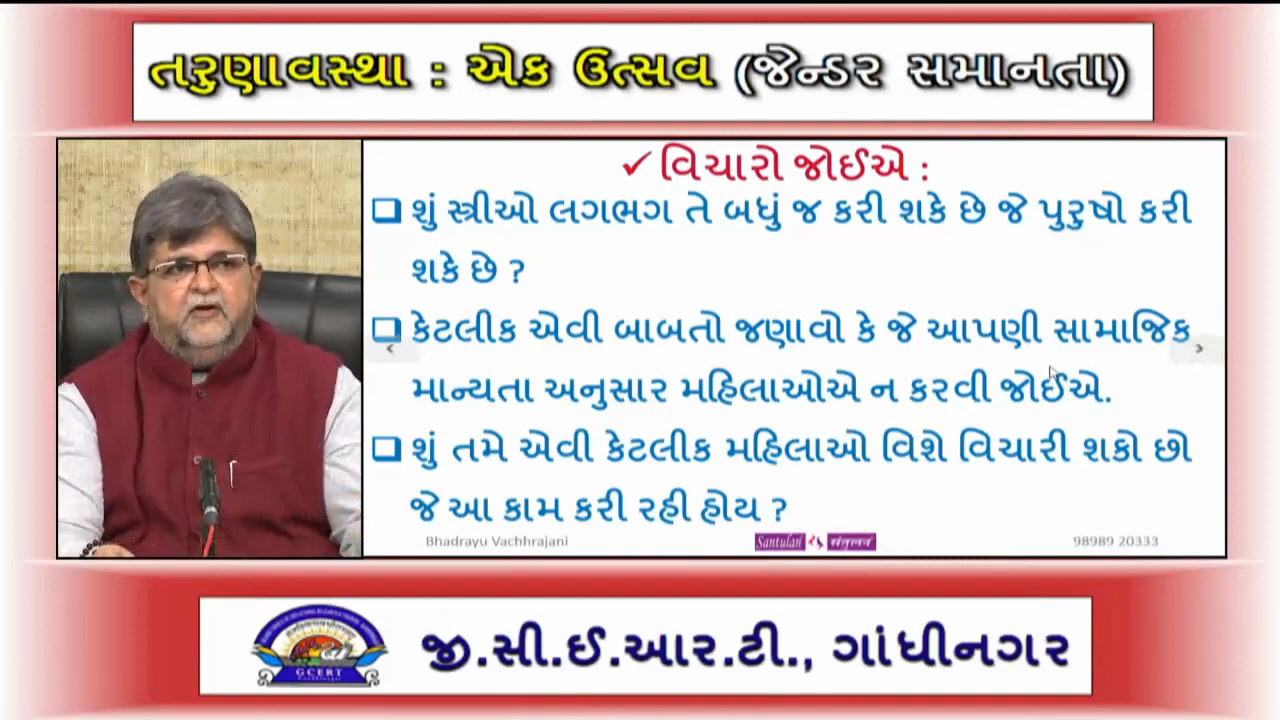 તરુણાવસ્થા : એક ઉત્સવ (જેન્ડર સમાનતા)
✓ વિચારો જોઈએ :
❑ શું સ્ત્રીઓ લગભગ તે બધું જ કરી શકે છે જે પુરુષો કરી
શકે છે ?
❑ કેટલીક એવી બાબતો જણાવો કે જે આપણી સામાજિક
માન્યતા અનુસાર મહિલાઓએ ન કરવી જોઈએ.
❑ શું તમે એવી કેટલીક મહિલાઓ વિશે વિચારી શકો છો
જે આ કામ કરી રહી હોય ?
Bhadrayu Vachhrajani Santulan संतुलन 98989 20333
GCERT
જી.સી.ઈ.આર.ટી., ગાંધીનગર